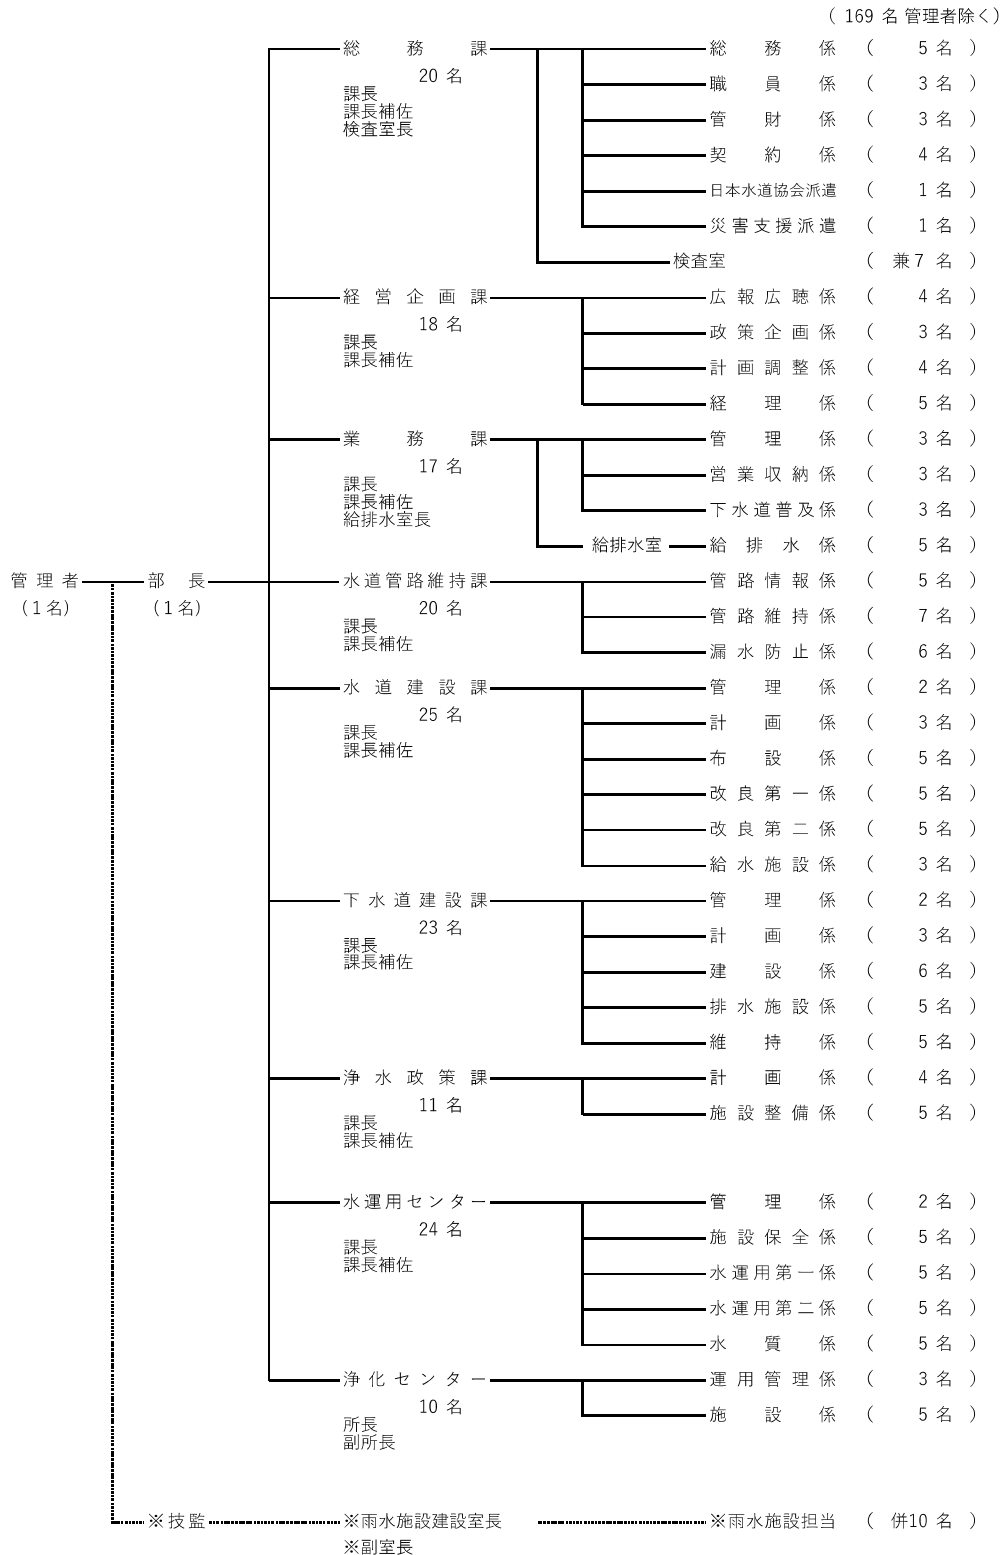 ( 169 名 管理者除く)
総務課 総務係 ( 5 名 )
20 名
職員係 ( 3 名 )
課長
課長補佐
管財係 ( 3 名 )
検査室長
契約係 ( 4 名 )
日本水道協会派遣 ( 1 名 )
災害支援派遣 ( 1 名 )
検査室 ( 兼7 名 )
経営企画課 広報広聴係 ( 4 名 )
18 名
政策企画係 ( 3 名 )
課長
課長補佐
計画調整係 ( 4 名 )
経理係 ( 5 名 )
業務課 管理係 ( 3 名 )
17 名
営業収納係 ( 3 名 )
課長
課長補佐
下水道普及係 ( 3 名 )
給排水室長
給排水室 給排水係 ( 5 名 )
管理者 部長 水道管路維持課 管路情報係 ( 5 名 )
(1名) (1名) 20 名
管路維持係 ( 7 名 )
課長
課長補佐
漏水防止係 ( 6 名 )
水道建設課 管理係 ( 2 名 )
25 名
計画係 ( 3 名 )
課長
課長補佐
布設係 ( 5 名 )
改良第一係 ( 5 名 )
改良第二係 ( 5 名 )
給水施設係 ( 3 名 )
下水道建設課 管理係 ( 2 名 )
23 名
計画係 ( 3 名 )
課長
課長補佐
建設係 ( 6 名 )
排水施設係 ( 5 名 )
維持係 ( 5 名 )
浄水政策課 計画係 ( 4 名 )
11 名
施設整備係 ( 5 名 )
課長
課長補佐
水運用センター 管理係 ( 2 名 )
24 名
施設保全係 ( 5 名 )
課長
課長補佐
水運用第一係 ( 5 名 )
水運用第二係 ( 5 名 )
水質係 ( 5 名 )
浄化センター 運用管理係 ( 3 名 )
10 名
施設係 ( 5 名 )
所長
副所長
※技監 ※雨水施設建設室長 ※雨水施設担当 ( 併10 名 )
※副室長